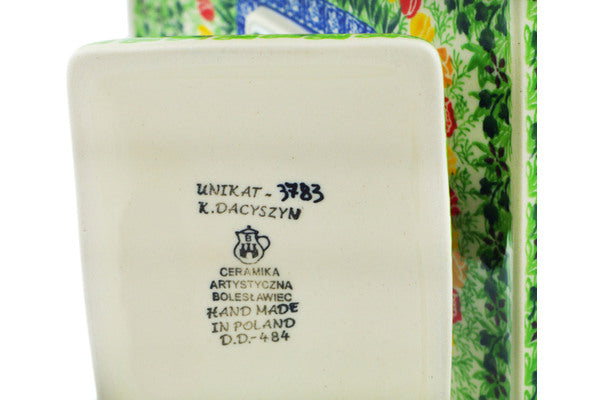 UNIKAT - 3783
K. DACYSZYN
B
CERAMIKA
ARTYSTYCZNA
BOLESŁAWIEC
HAND MADE
IN POLAND
D.D.-484